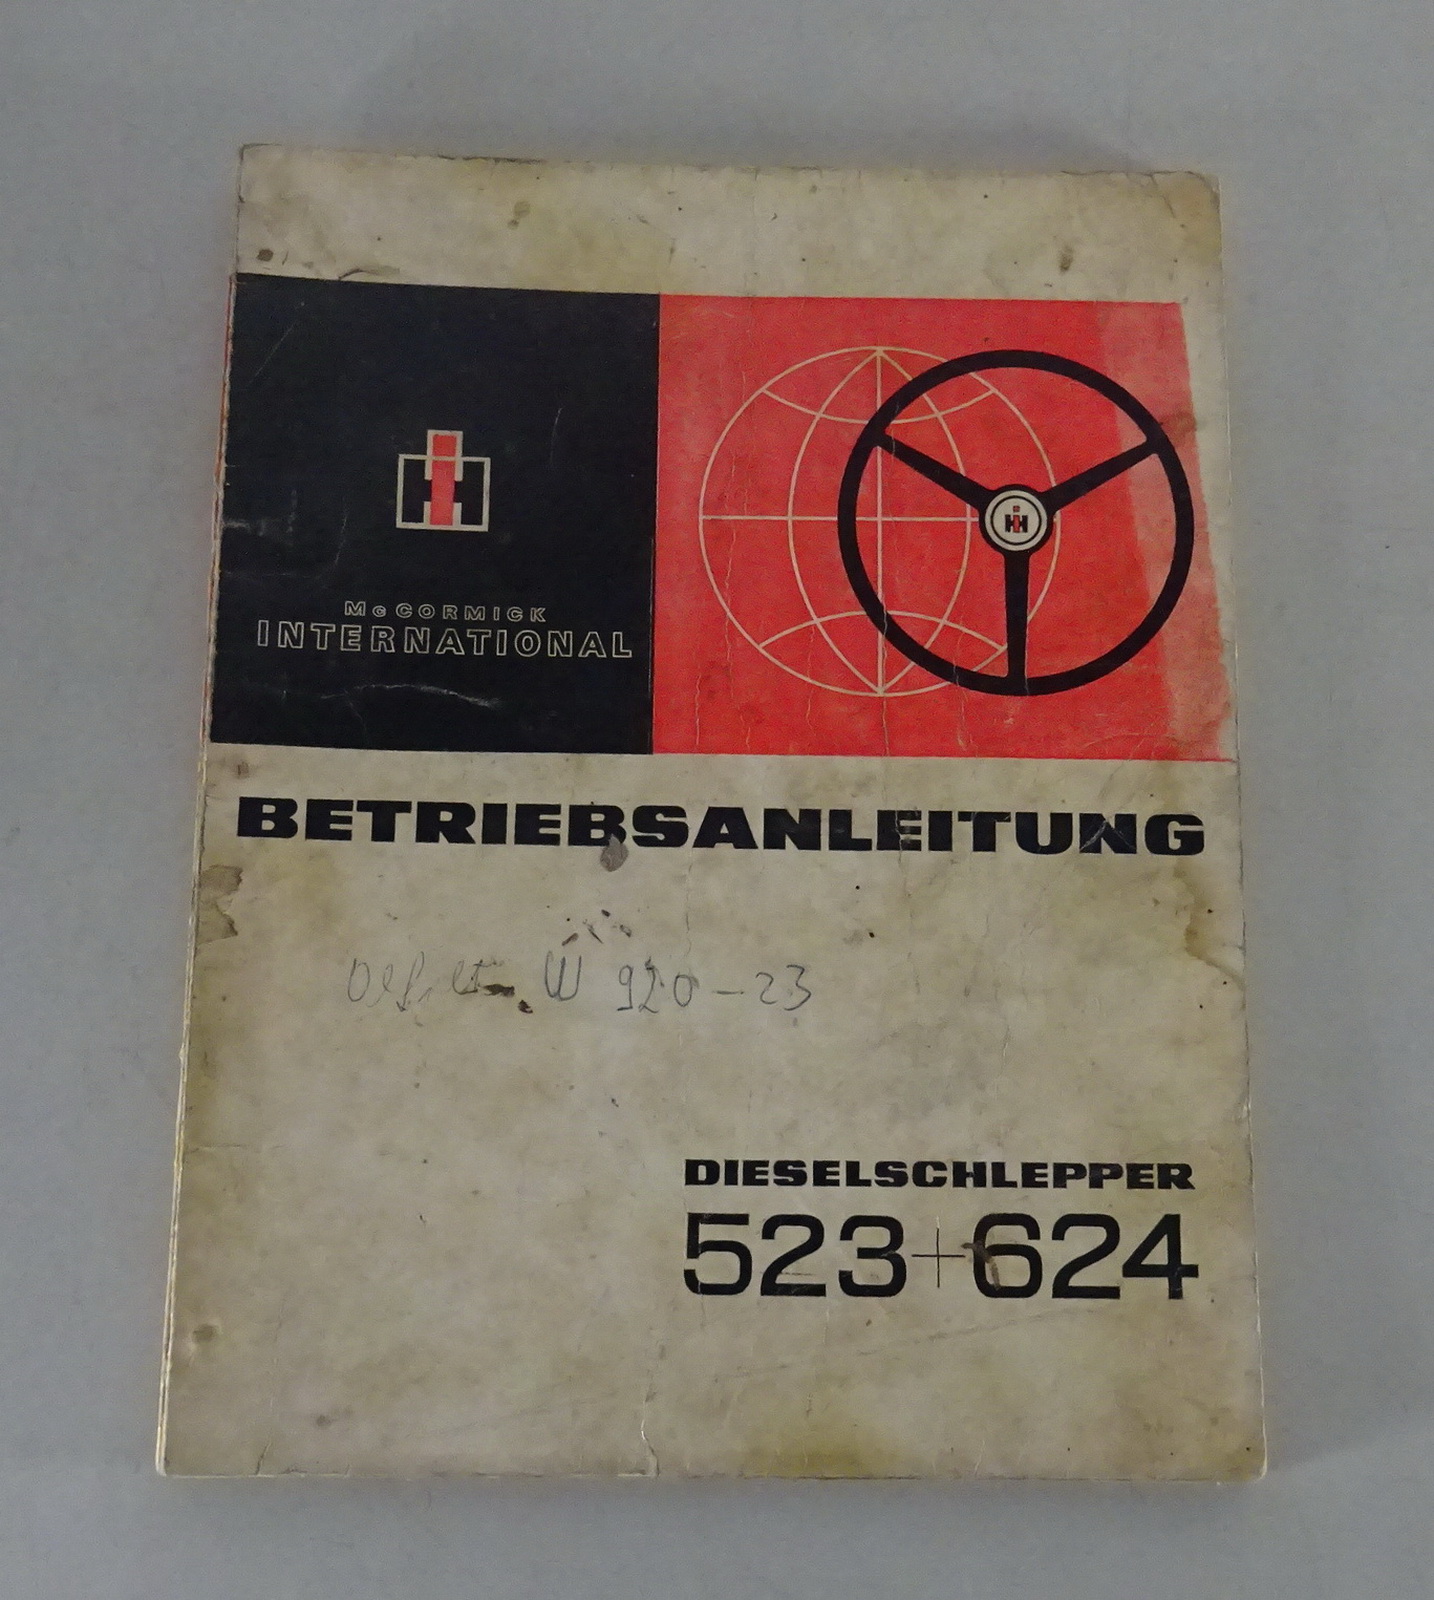 McCORMICK
INTERNATIONAL
BETRIEBSANLEITUNG
W 920-23
DIESELSCHLEPPER
523+624